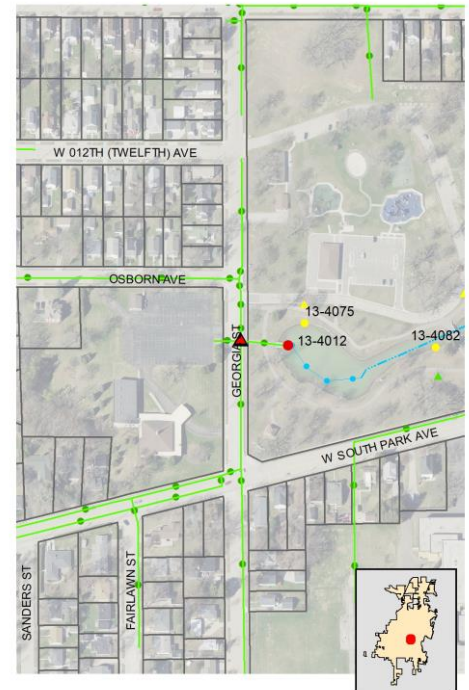 W 012TH (TWELFTH) AVE
OSBORN AVE
13-4075
13-4012
13-4082
GEORGIA ST
W SOUTH PARK AVE
SANDERS ST
FAIRLAWN ST